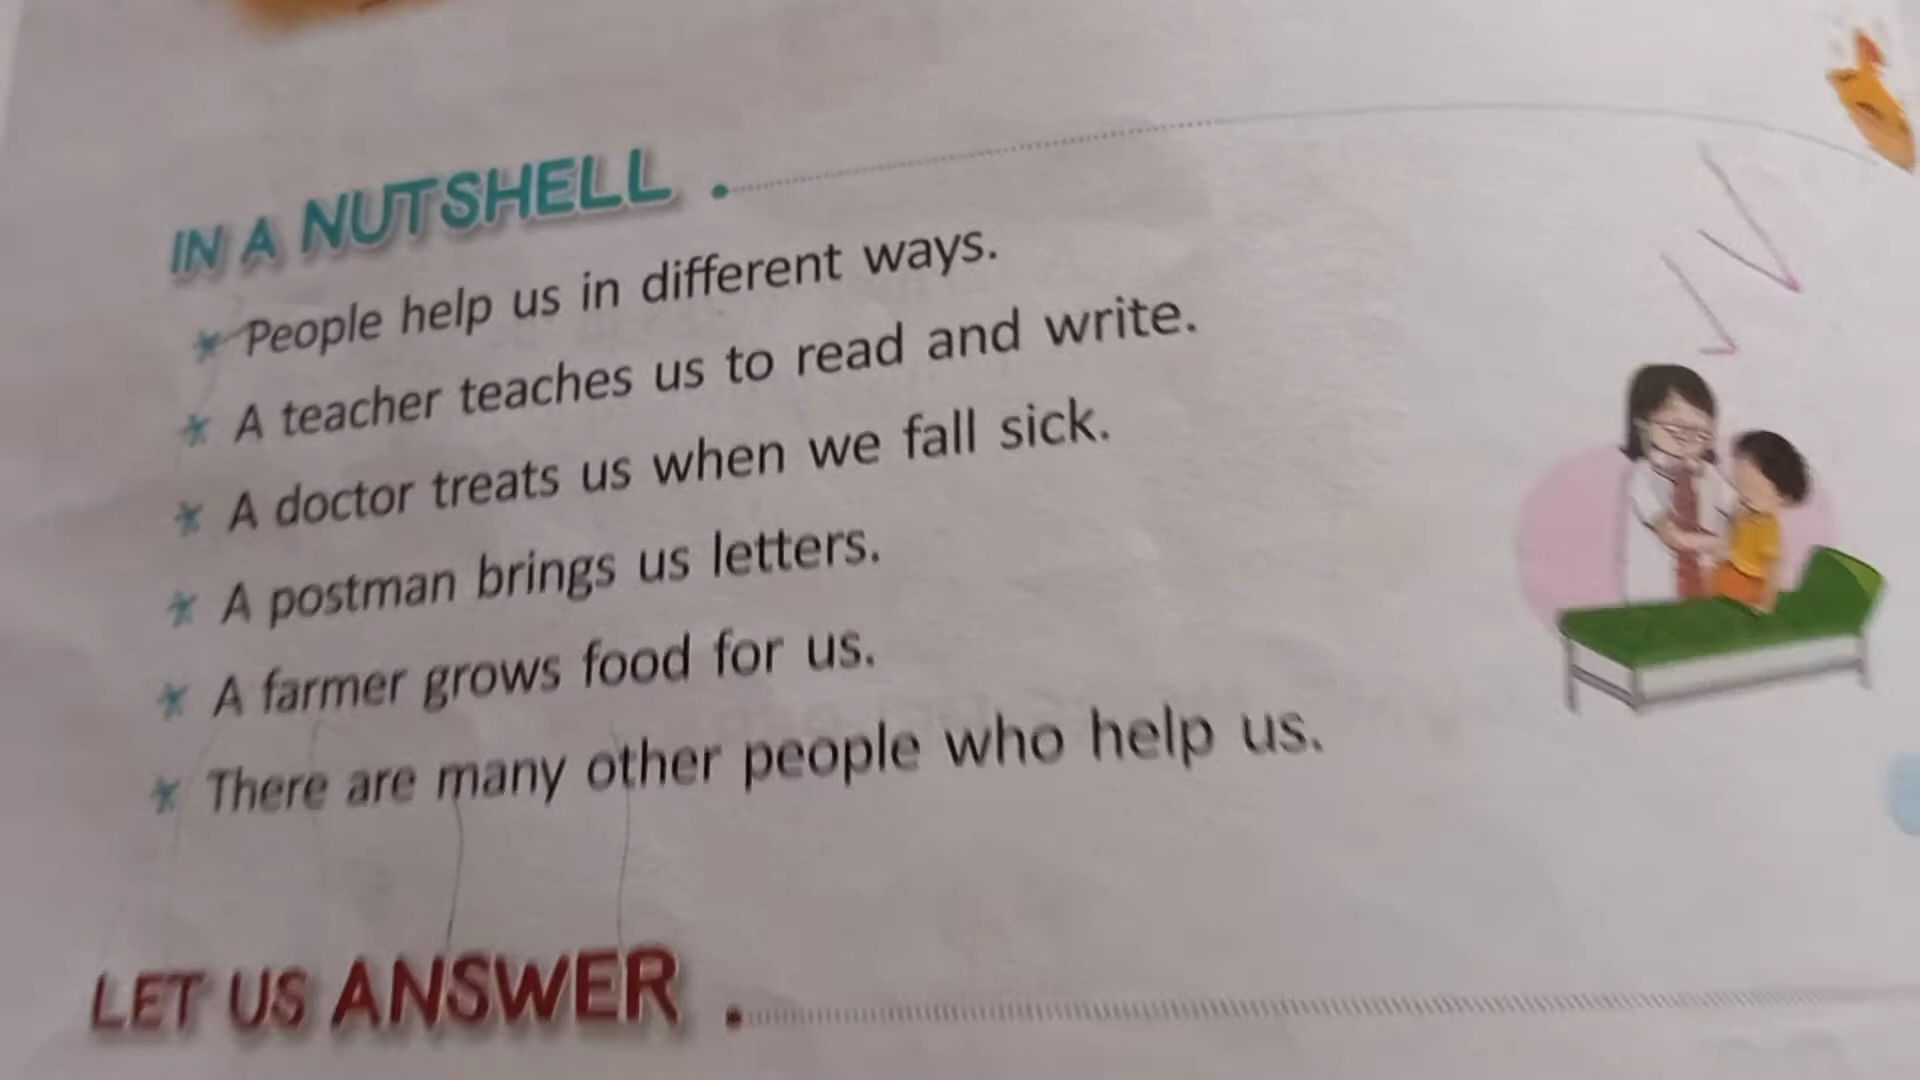 IN A NUTSHELL
People help us in different ways.
A teacher teaches us to read and write.
A doctor treats us when we fall sick.
A postman brings us letters.
A farmer grows food for us.
There are many other people who help us.
LET US ANSWER